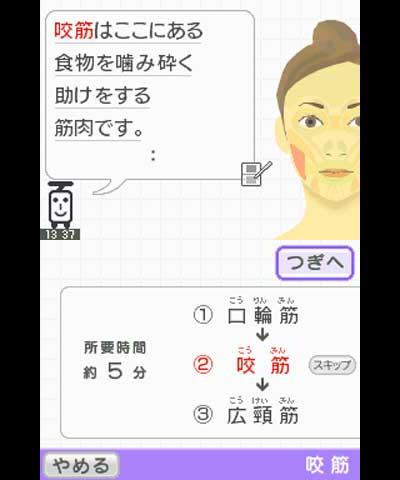 咬筋はここにある
食物を噛み砕く
助けをする
筋肉です。
:
13 37
つぎへ
こう りん きん
① 口輪筋
所要時間
約 5 分
こう きん
② 咬筋
スキップ
こう けい きん
③ 広頸筋
やめる
咬筋